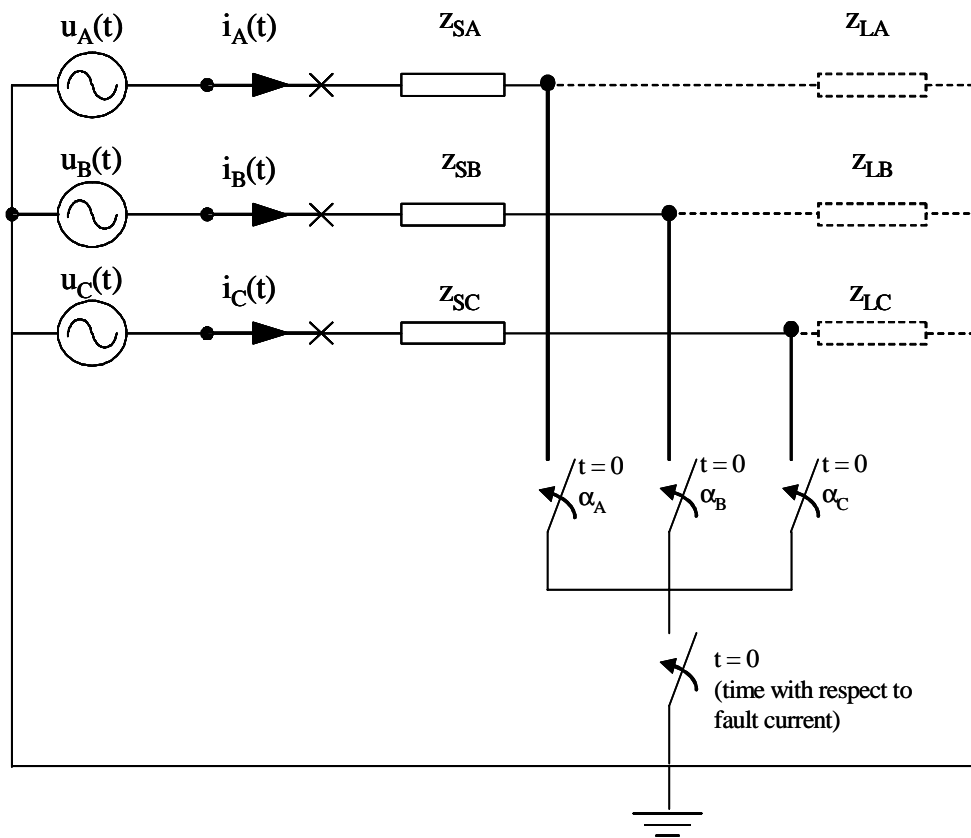 u_A(t) i_A(t) z_SA z_LA
u_B(t) i_B(t) z_SB z_LB
u_C(t) i_C(t) z_SC z_LC
t = 0 t = 0 t = 0
α_A α_B α_C
t = 0
(time with respect to
fault current)